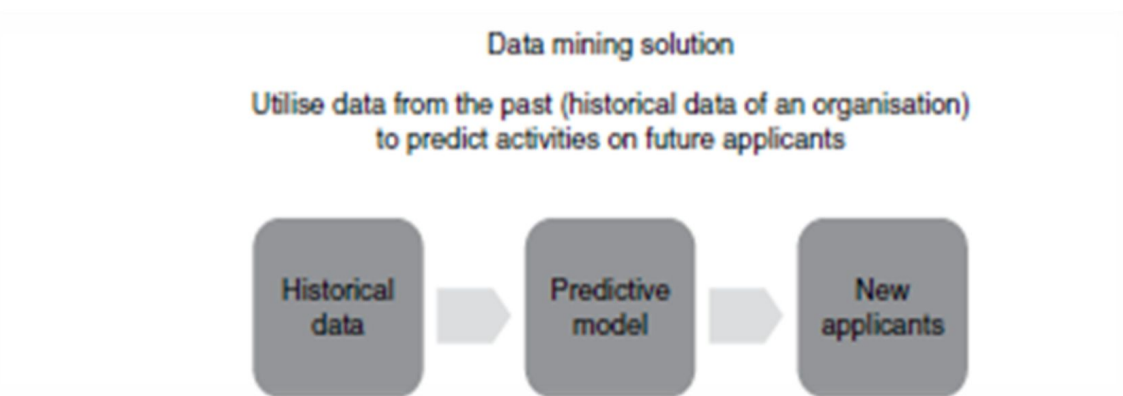 Data mining solution
Utilise data from the past (historical data of an organisation)
to predict activities on future applicants
Historical
data
Predictive
model
New
applicants